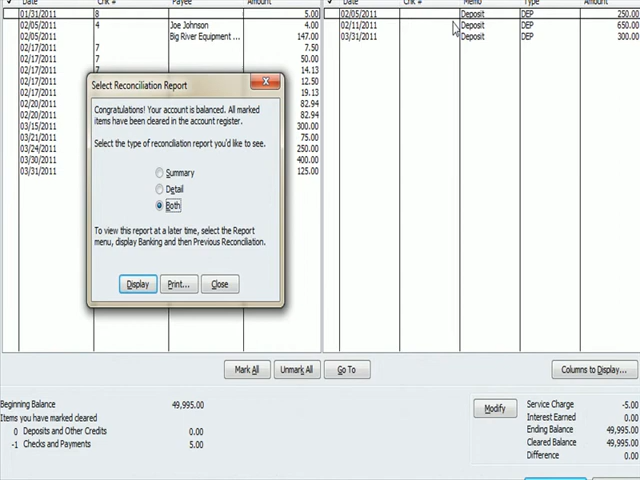 Date Chk # Payee Amount
01/31/2011 8 5.00
02/05/2011 4 Joe Johnson 4.00
Big River Equipment ... 147.00
02/17/2011 7 7.50
02/17/2011 7 50.00
02/17/2011 7 14.13
02/17/2011 12.50
02/17/2011 14.13
02/20/2011 82.94
02/20/2011 82.94
03/15/2011 300.00
03/21/2011 75.00
03/24/2011 250.00
03/30/2011 400.00
03/31/2011 125.00
Date Chk # Memo Type Amount
02/05/2011 Deposit DEP 250.00
02/11/2011 Deposit DEP 650.00
03/31/2011 Deposit DEP 300.00
Select Reconciliation Report
Congratulations! Your account is balanced. All marked
items have been cleared in the account register.
Select the type of reconciliation report you'd like to see.
Summary
Detail
Both
To view this report at a later time, select the Report
menu, display Banking and then Previous Reconciliation.
Display Print... Close
Mark All Unmark All Go To Columns to Display...
Beginning Balance 49,995.00
Items you have marked cleared
0 Deposits and Other Credits 0.00
-1 Checks and Payments 5.00
Modify
Service Charge -5.00
Interest Earned 0.00
Ending Balance 49,995.00
Cleared Balance 49,995.00
Difference 0.00